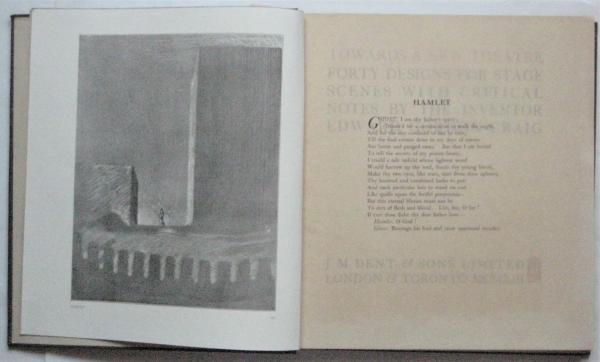 TOWARDS A NEW THEATRE
FORTY DESIGNS FOR STAGE
SCENES WITH CRITICAL
NOTES BY THE INVENTOR
EDW CRAIG
HAMLET
GHOST. I am thy father's spirit;
Doom'd for a certain term to walk the night,
And for the day confined to fast in fires,
Till the foul crimes done in my days of nature
Are burnt and purged away. But that I am forbid
To tell the secrets of my prison-house,
I could a tale unfold whose lightest word
Would harrow up thy soul, freeze thy young blood,
Make thy two eyes, like stars, start from their spheres,
Thy knotted and combined locks to part
And each particular hair to stand on end
Like quills upon the fretful porpentine:
But this eternal blazon must not be
To ears of flesh and blood. List, list, O, list!
If thou didst ever thy dear father love—
Hamlet. O God!
Ghost. Revenge his foul and most unnatural murder.
J M DENT & SONS LIMITED
LONDON & TORONTO